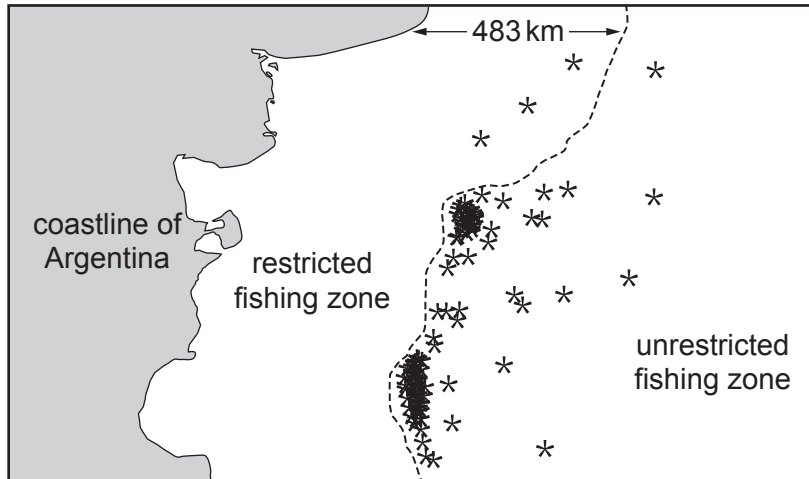 483 km
coastline of
Argentina
restricted
fishing zone
unrestricted
fishing zone